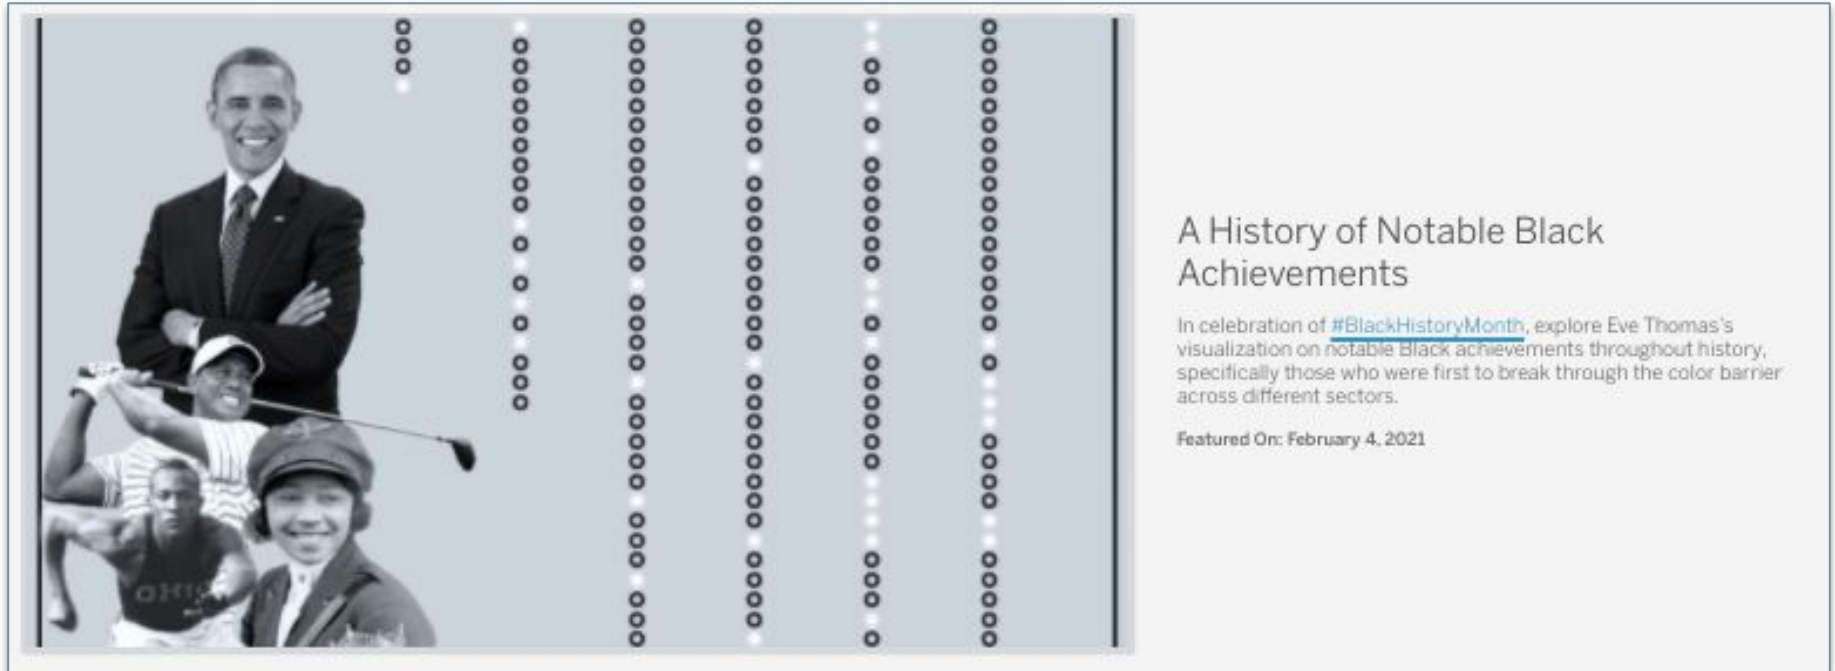 A History of Notable Black
Achievements
In celebration of #BlackHistoryMonth, explore Eve Thomas's
visualization on notable Black achievements throughout history,
specifically those who were first to break through the color barrier
across different sectors.
Featured On: February 4, 2021
OHIO